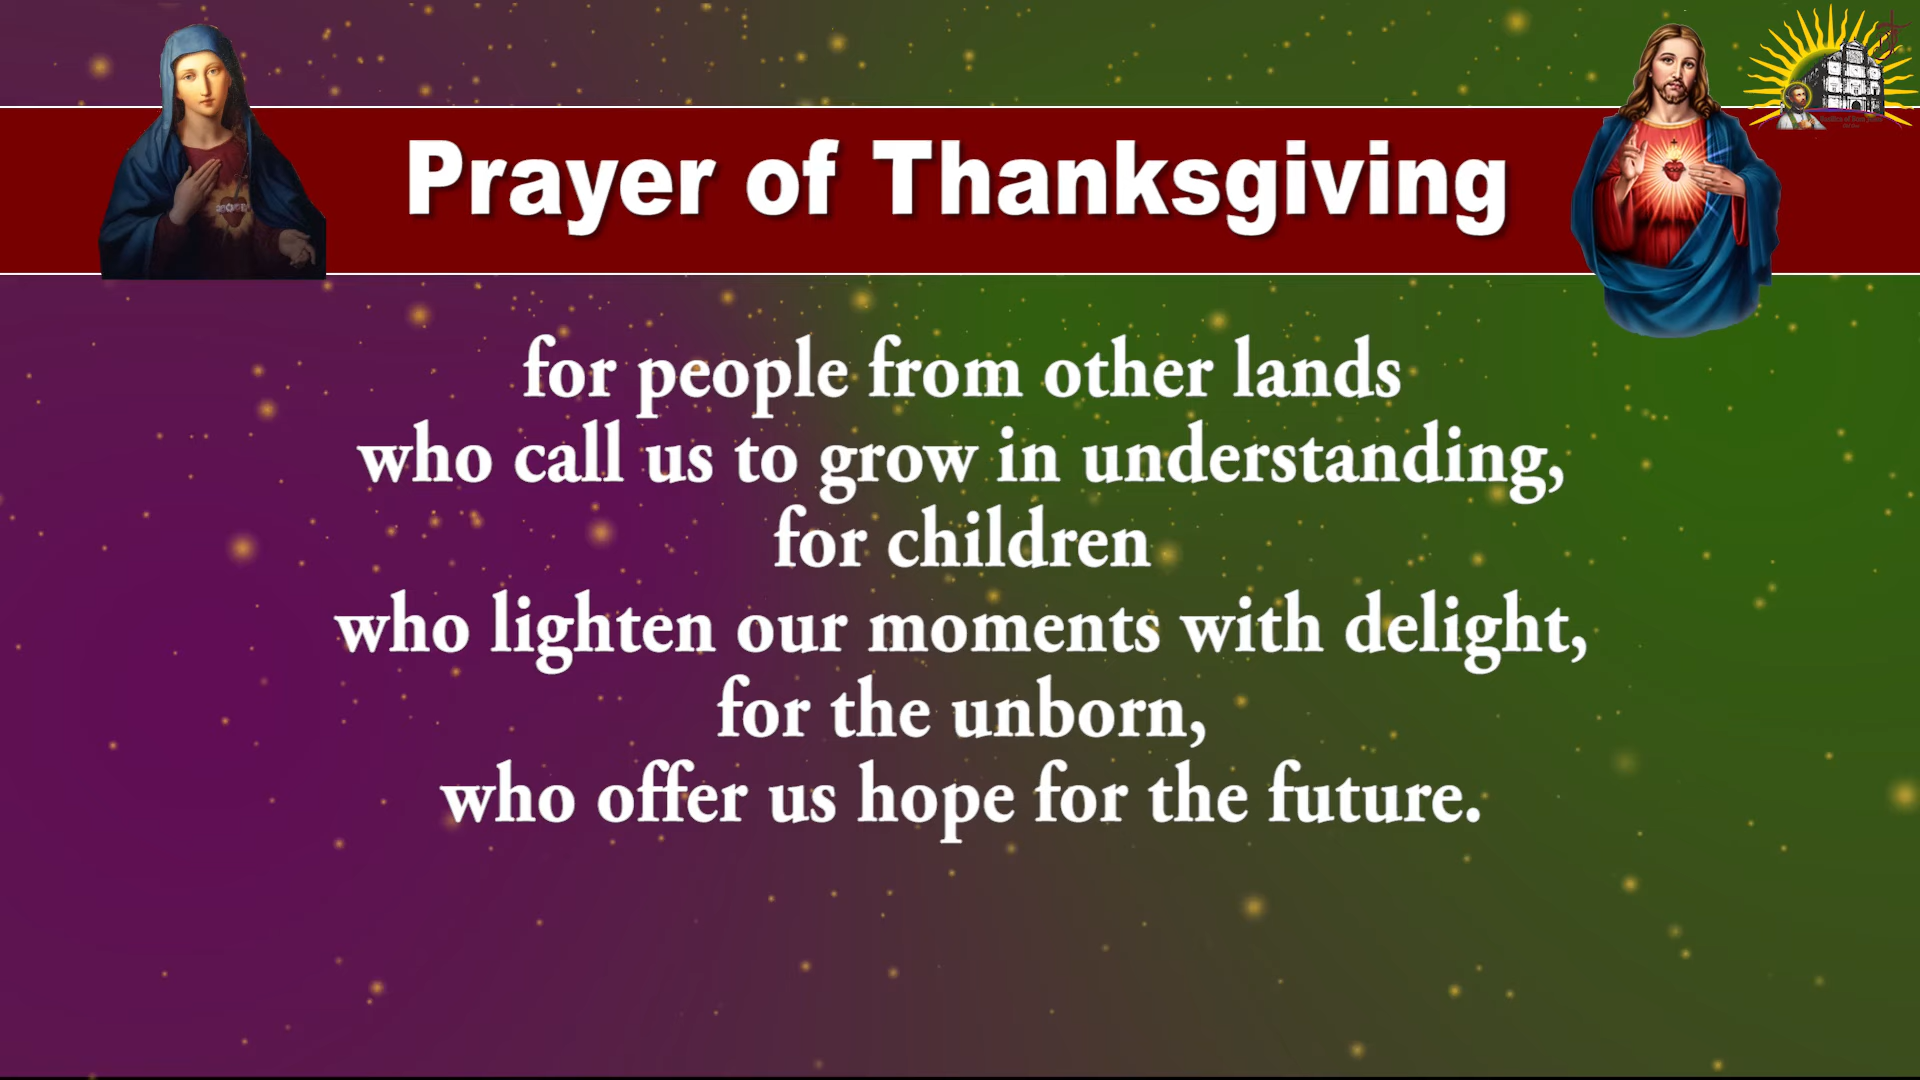 Prayer of Thanksgiving
for people from other lands
who call us to grow in understanding,
for children
who lighten our moments with delight,
for the unborn,
who offer us hope for the future.